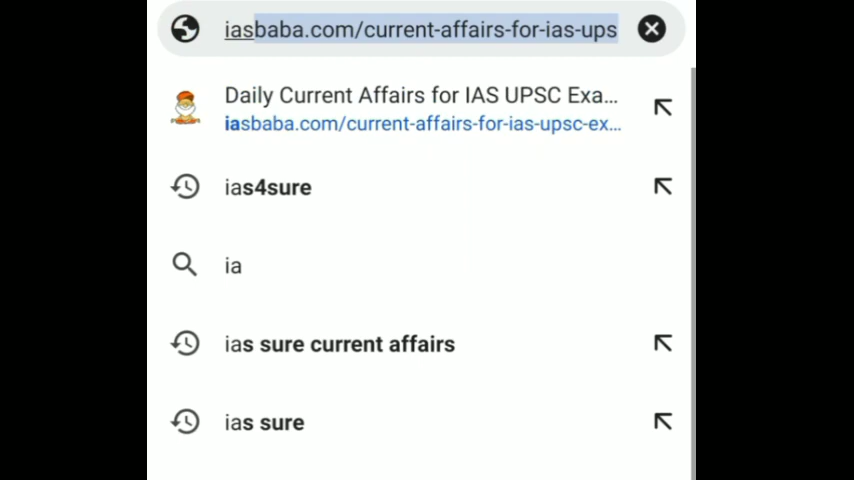 iasbaba.com/current-affairs-for-ias-ups
Daily Current Affairs for IAS UPSC Exa...
iasbaba.com/current-affairs-for-ias-upsc-ex...
ias4sure
ia
ias sure current affairs
ias sure